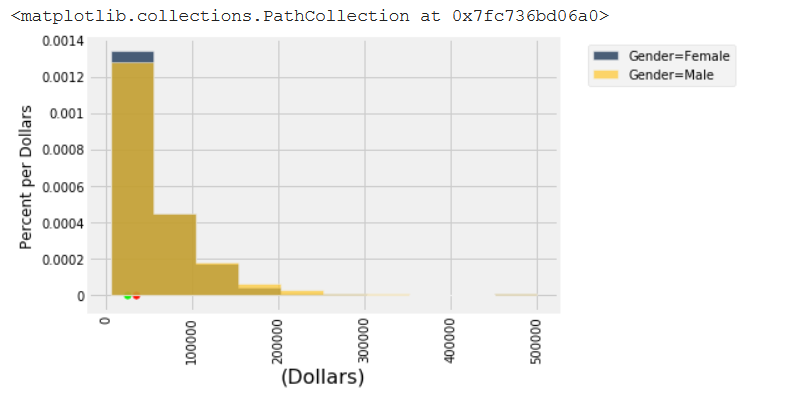 <matplotlib.collections.PathCollection at 0x7fc736bd06a0>
0.0014
0.0012
0.001
0.0008
0.0006
0.0004
0.0002
0
Percent per Dollars
0
100000
200000
300000
400000
500000
(Dollars)
Gender=Female
Gender=Male